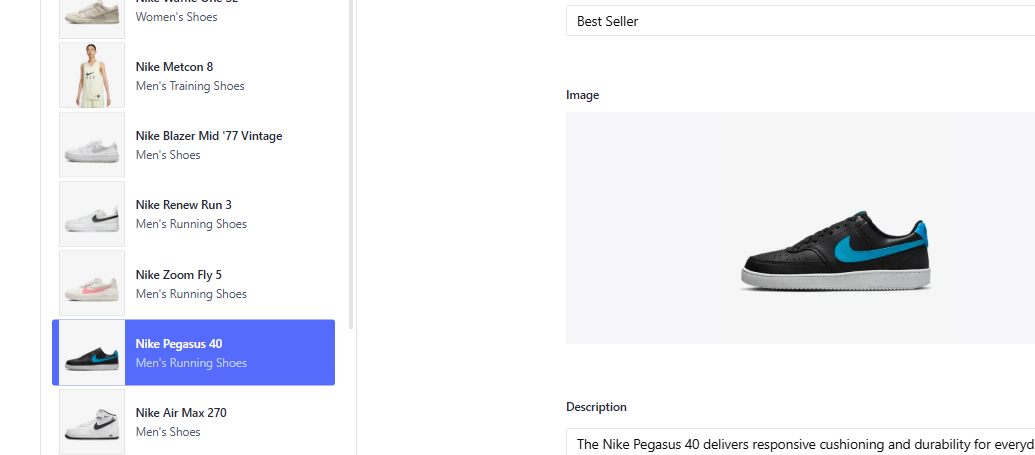 Women's Shoes
Nike Metcon 8
Men's Training Shoes
Nike Blazer Mid '77 Vintage
Men's Shoes
Nike Renew Run 3
Men's Running Shoes
Nike Zoom Fly 5
Men's Running Shoes
Nike Pegasus 40
Men's Running Shoes
Nike Air Max 270
Men's Shoes
Best Seller
Image
Description
The Nike Pegasus 40 delivers responsive cushioning and durability for everyd